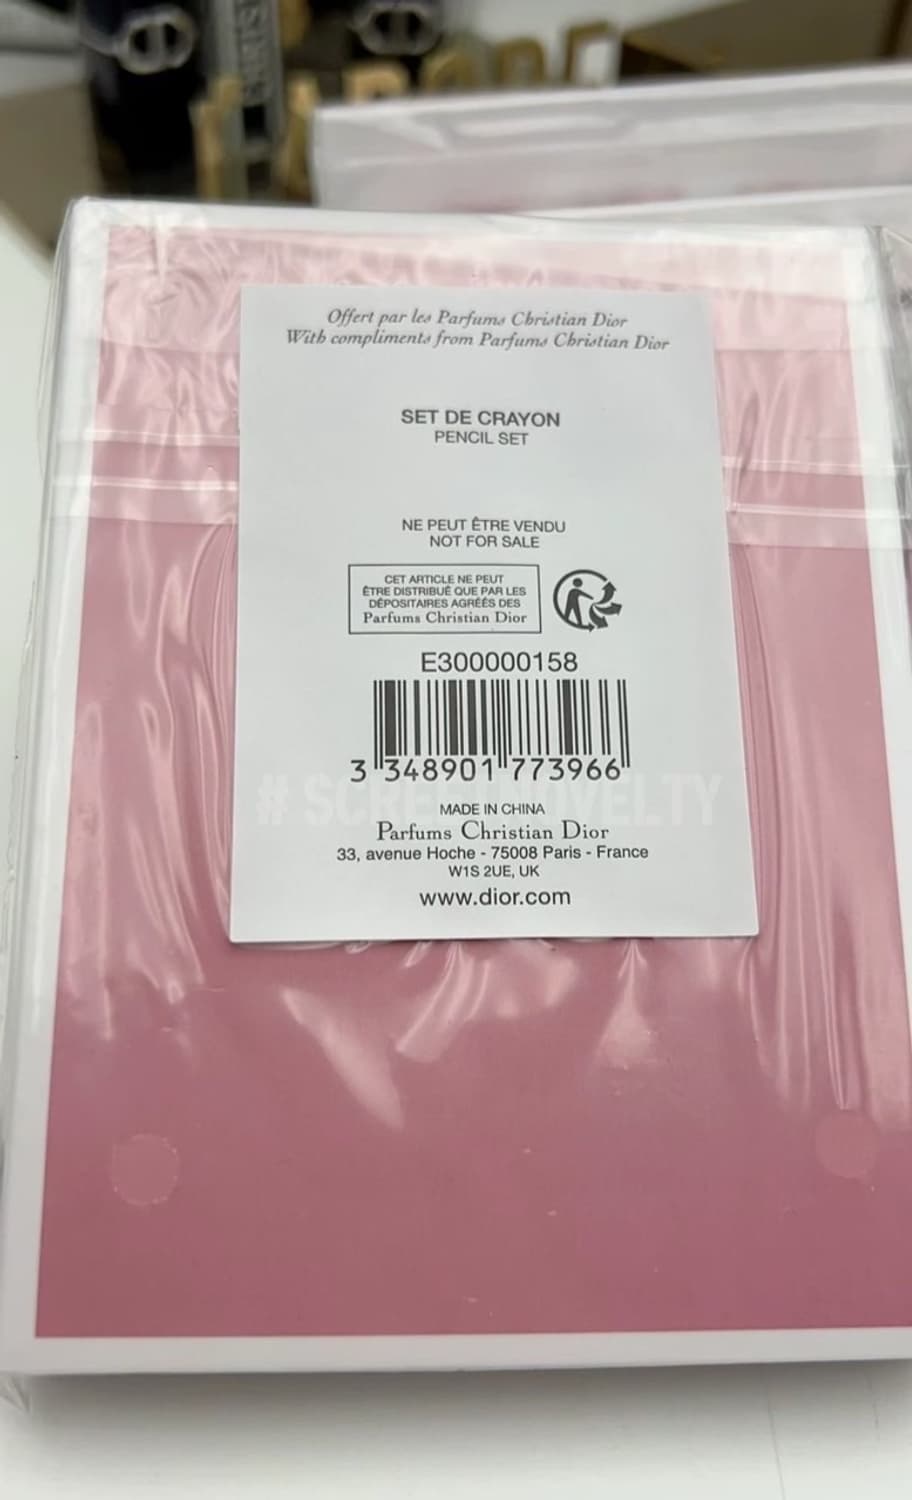 Offert par les Parfums Christian Dior
With compliments from Parfums Christian Dior
SET DE CRAYON
PENCIL SET
NE PEUT ÊTRE VENDU
NOT FOR SALE
CET ARTICLE NE PEUT
ÊTRE DISTRIBUÉ QUE PAR LES
DÉPOSITAIRES AGRÉÉS DES
Parfums Christian Dior
E300000158
3 348901 773966
# SCREENTNOVELTY
MADE IN CHINA
Parfums Christian Dior
33, avenue Hoche - 75008 Paris - France
W1S 2UE, UK
www.dior.com